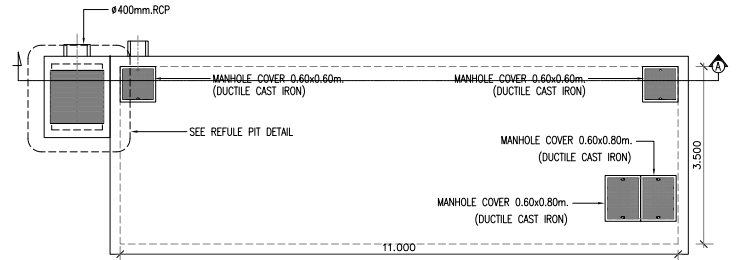 ø400mm.RCP
MANHOLE COVER 0.60x0.60m.
(DUCTILE CAST IRON)
MANHOLE COVER 0.60x0.60m.
(DUCTILE CAST IRON)
A
SEE REFULE PIT DETAIL
MANHOLE COVER 0.60x0.80m.
(DUCTILE CAST IRON)
3.500
MANHOLE COVER 0.60x0.80m.
(DUCTILE CAST IRON)
11.000